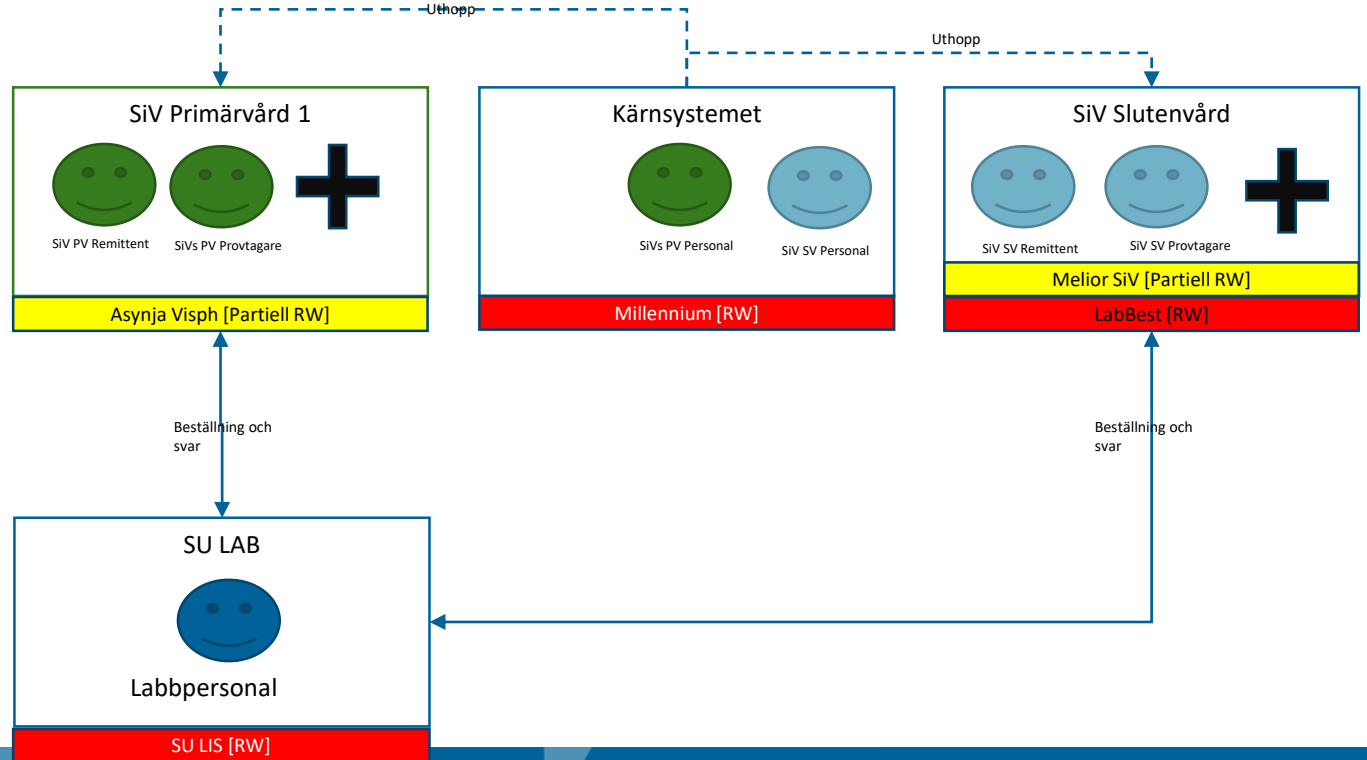 Uthopp
Uthopp
SiV Primärvård 1
SiV PV Remittent
SiVs PV Provtagare
Asynja Visph [Partiell RW]
Kärnsystemet
SiVs PV Personal
SiV SV Personal
Millennium [RW]
SiV Slutenvård
SiV SV Remittent
SiV SV Provtagare
Melior SiV [Partiell RW]
LabBest [RW]
Beställning och
svar
Beställning och
svar
SU LAB
Labbpersonal
SU LIS [RW]